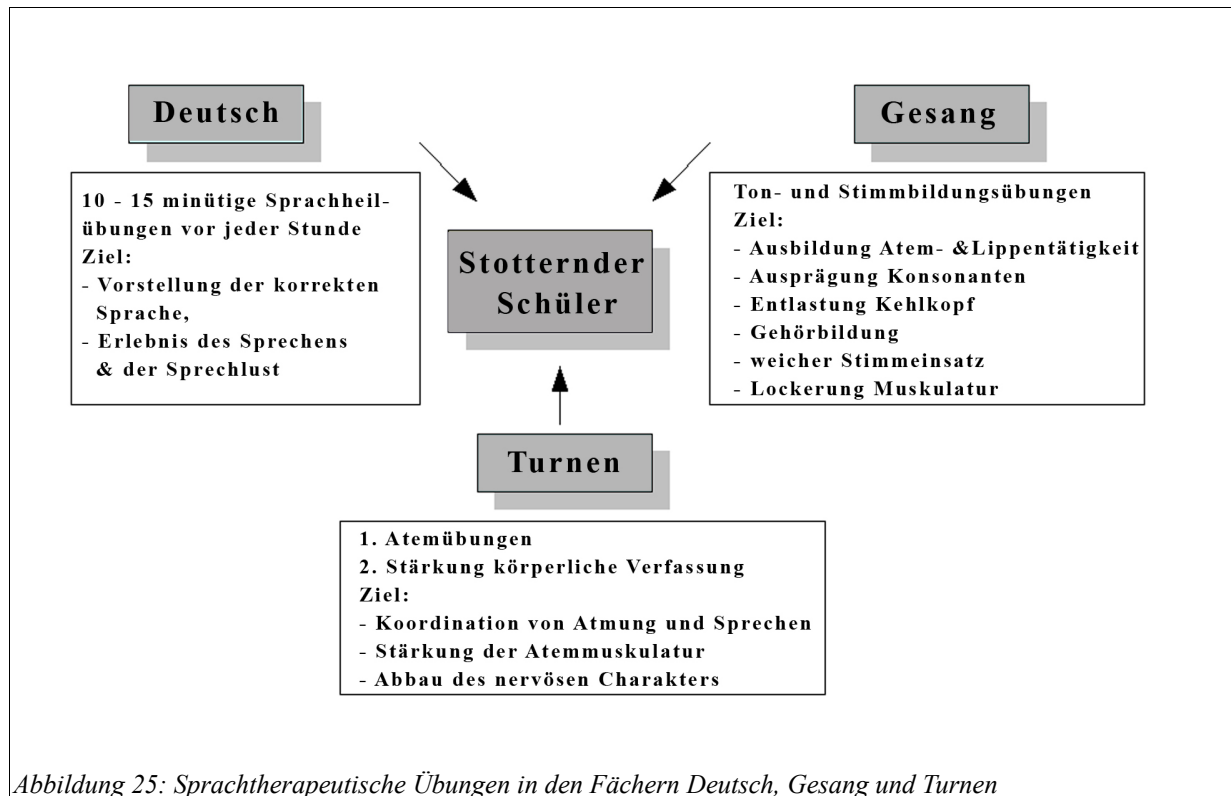 Deutsch
10 - 15 minütige Sprachheil-
übungen vor jeder Stunde
Ziel:
- Vorstellung der korrekten
Sprache,
- Erlebnis des Sprechens
& der Sprechlust
Gesang
Ton- und Stimmbildungsübungen
Ziel:
- Ausbildung Atem- &Lippentätigkeit
- Ausprägung Konsonanten
- Entlastung Kehlkopf
- Gehörbildung
- weicher Stimmeinsatz
- Lockerung Muskulatur
Stotternder
Schüler
Turnen
1. Atemübungen
2. Stärkung körperliche Verfassung
Ziel:
- Koordination von Atmung und Sprechen
- Stärkung der Atemmuskulatur
- Abbau des nervösen Charakters
Abbildung 25: Sprachtherapeutische Übungen in den Fächern Deutsch, Gesang und Turnen